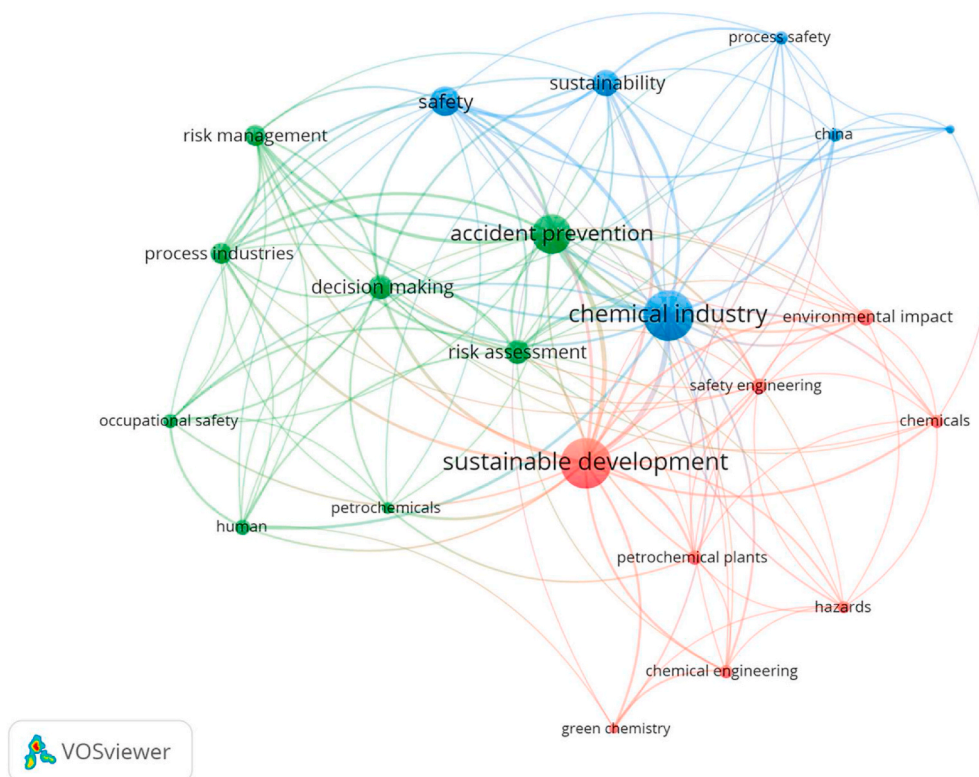 process safety
sustainability
safety
risk management
china
accident prevention
process industries
decision making
chemical industry
environmental impact
risk assessment
safety engineering
occupational safety
chemicals
sustainable development
petrochemicals
human
petrochemical plants
hazards
chemical engineering
green chemistry
VOSviewer